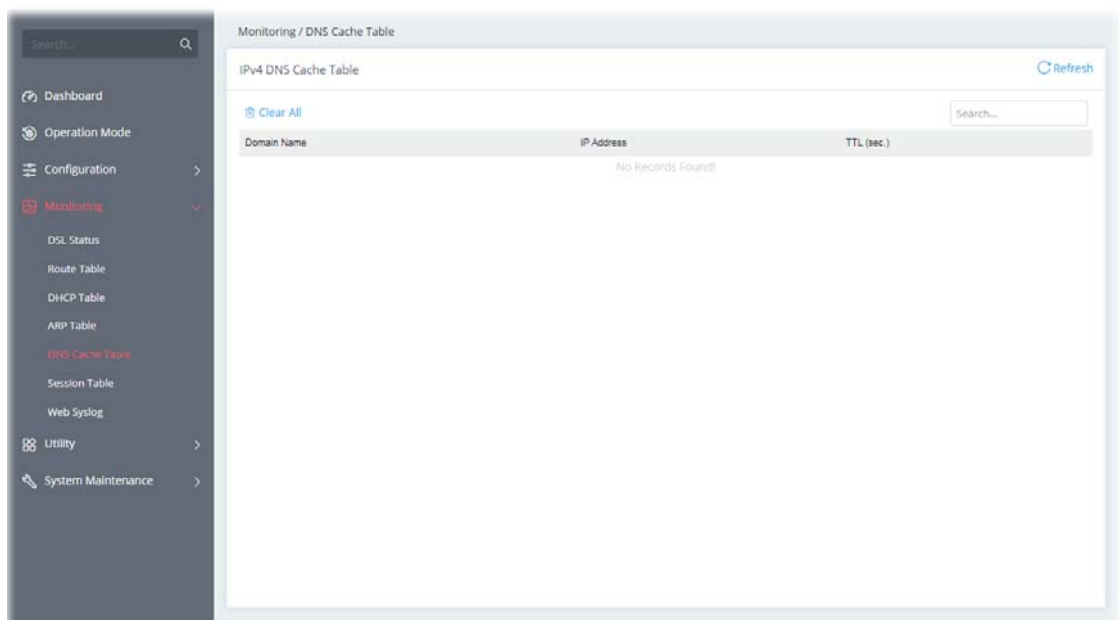 Search...
Dashboard
Operation Mode
Configuration
Monitoring
DSL Status
Route Table
DHCP Table
ARP Table
DNS Cache Table
Session Table
Web Syslog
Utility
System Maintenance
Monitoring / DNS Cache Table
IPv4 DNS Cache Table
Refresh
Clear All
Search...
Domain Name IP Address TTL (sec.)
No Records Found!